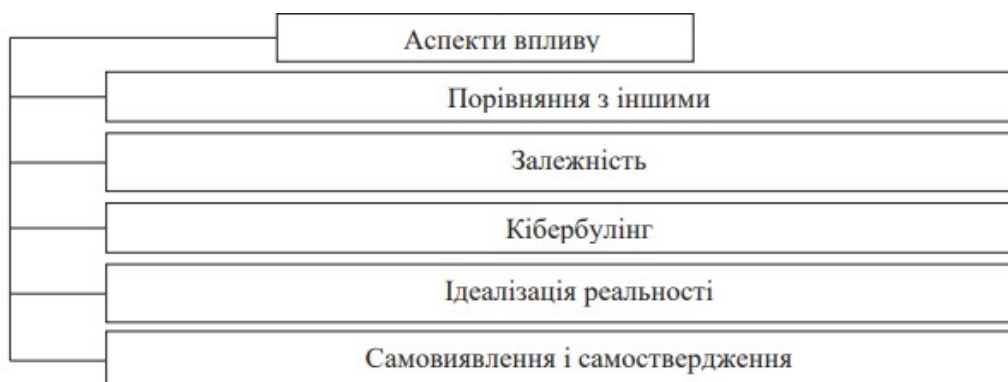 Аспекти впливу
Порівняння з іншими
Залежність
Кібербулінг
Ідеалізація реальності
Самовиявлення і самоствердження